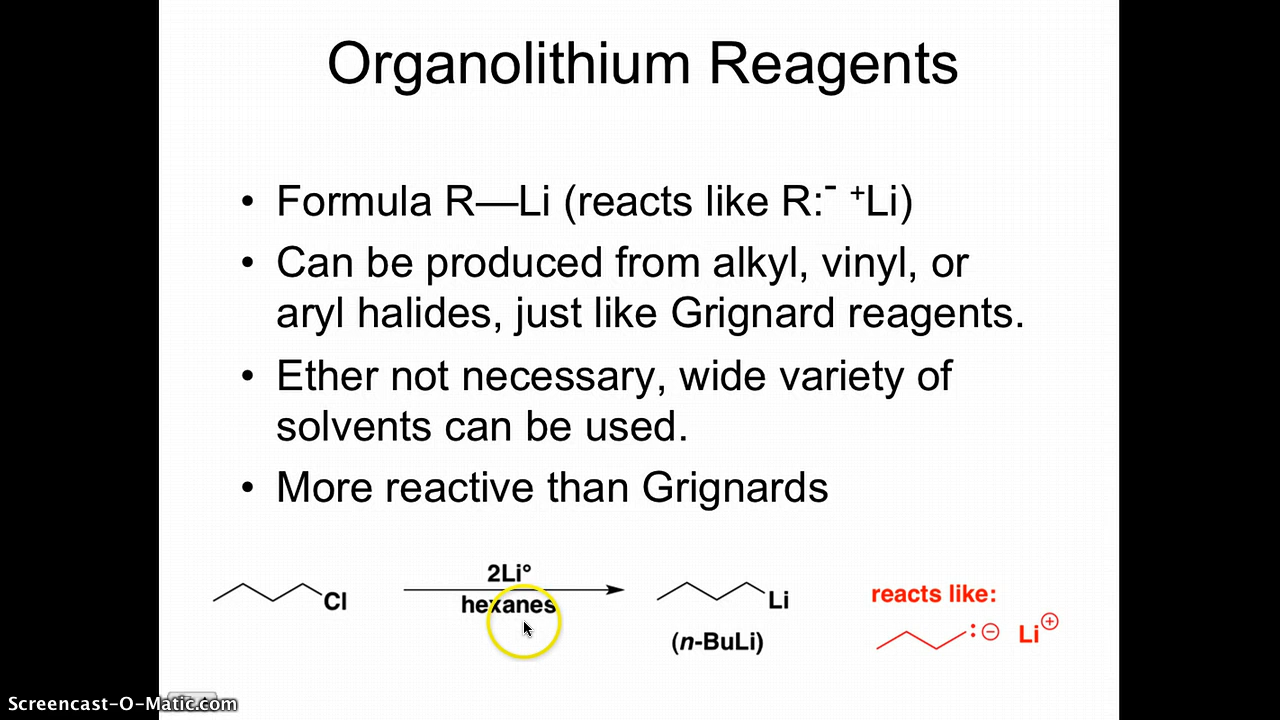 Organolithium Reagents
• Formula R—Li (reacts like R:⁻ ⁺Li)
• Can be produced from alkyl, vinyl, or
aryl halides, just like Grignard reagents.
• Ether not necessary, wide variety of
solvents can be used.
• More reactive than Grignards
Cl
2Li°
hexanes
Li
(n-BuLi)
reacts like:
:⊖ Li⊕
Screencast-O-Matic.com